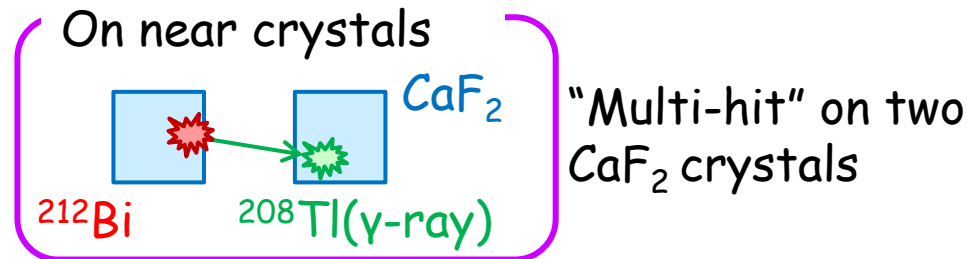 On near crystals
CaF₂
²¹²Bi
²⁰⁸Tl(γ-ray)
“Multi-hit” on two
CaF₂ crystals